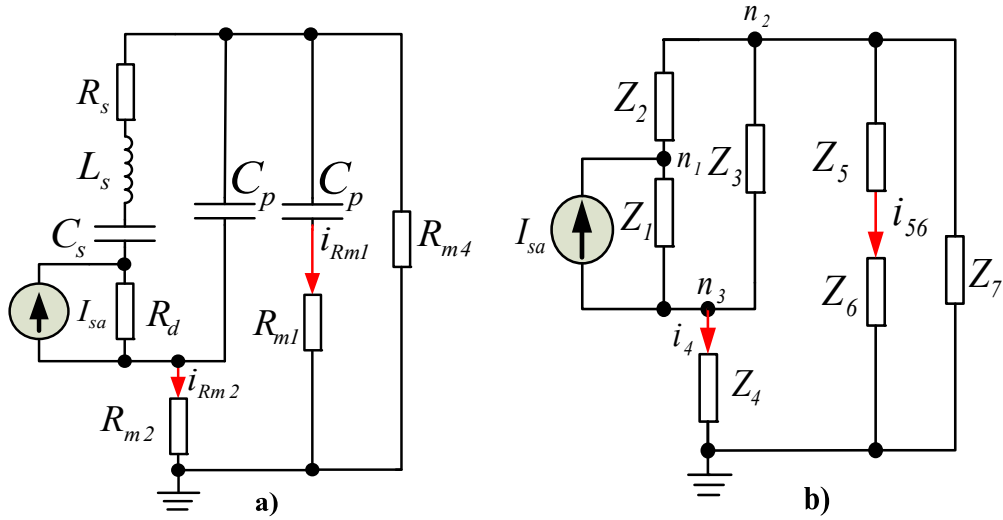 R_s
L_s
C_s
I_sa
R_d
C_p
C_p
i_Rm1
R_m4
R_m1
i_Rm2
R_m2
a)
n_2
Z_2
n_1
Z_3
Z_5
I_sa
Z_1
i_56
n_3
Z_6
Z_7
i_4
Z_4
b)